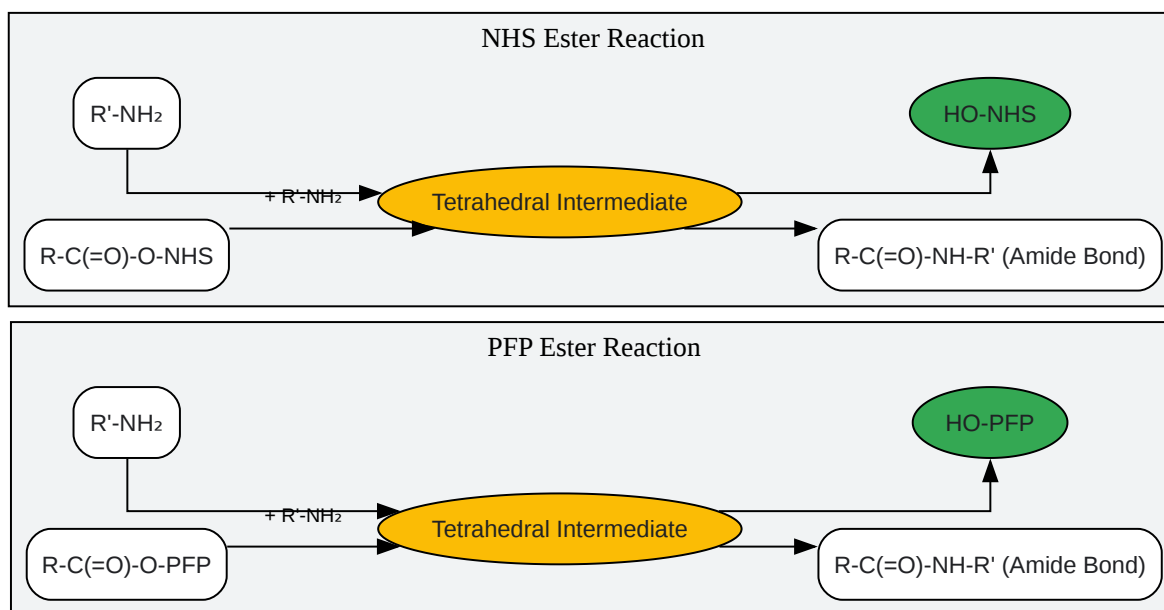 NHS Ester Reaction
R'-NH₂
HO-NHS
+ R'-NH₂
Tetrahedral Intermediate
R-C(=O)-O-NHS
R-C(=O)-NH-R' (Amide Bond)
PFP Ester Reaction
R'-NH₂
HO-PFP
+ R'-NH₂
Tetrahedral Intermediate
R-C(=O)-O-PFP
R-C(=O)-NH-R' (Amide Bond)